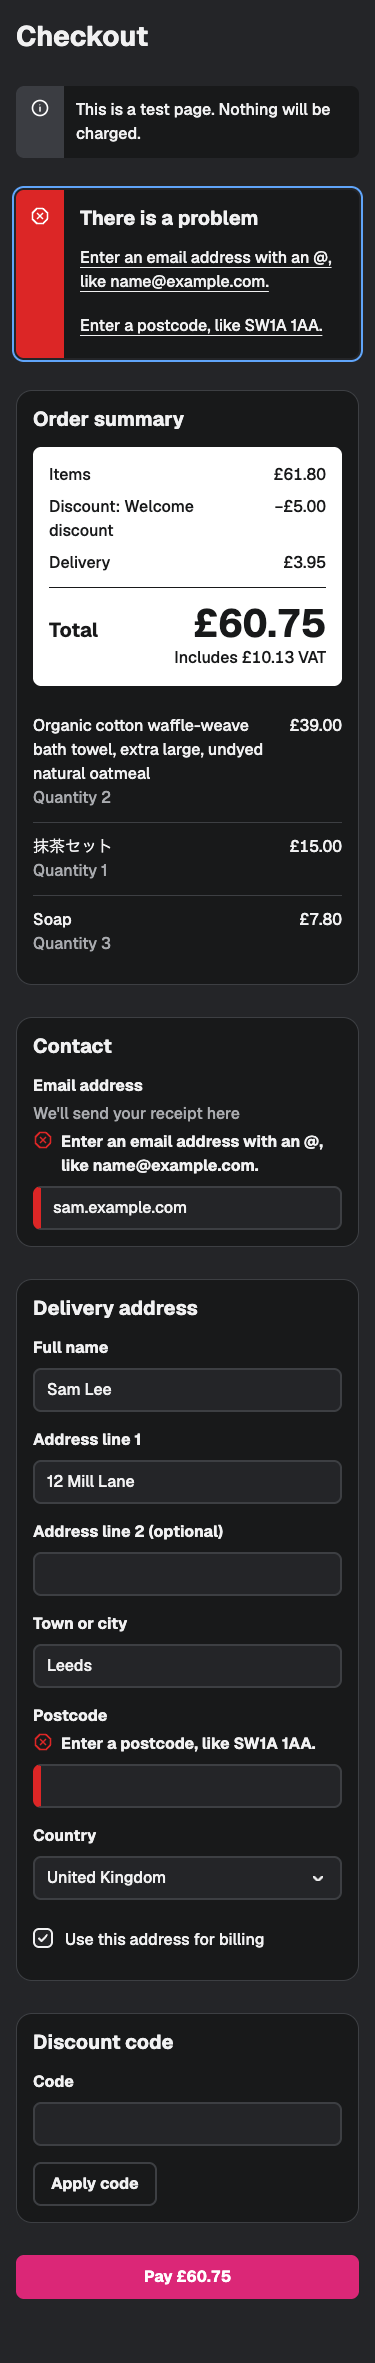 Checkout
This is a test page. Nothing will be
charged.
There is a problem
Enter an email address with an @,
like name@example.com.
Enter a postcode, like SW1A 1AA.
Order summary
Items £61.80
Discount: Welcome −£5.00
discount
Delivery £3.95
Total £60.75
Includes £10.13 VAT
Organic cotton waffle-weave £39.00
bath towel, extra large, undyed
natural oatmeal
Quantity 2
抹茶セット £15.00
Quantity 1
Soap £7.80
Quantity 3
Contact
Email address
We'll send your receipt here
Enter an email address with an @,
like name@example.com.
sam.example.com
Delivery address
Full name
Sam Lee
Address line 1
12 Mill Lane
Address line 2 (optional)
Town or city
Leeds
Postcode
Enter a postcode, like SW1A 1AA.
Country
United Kingdom
Use this address for billing
Discount code
Code
Apply code
Pay £60.75